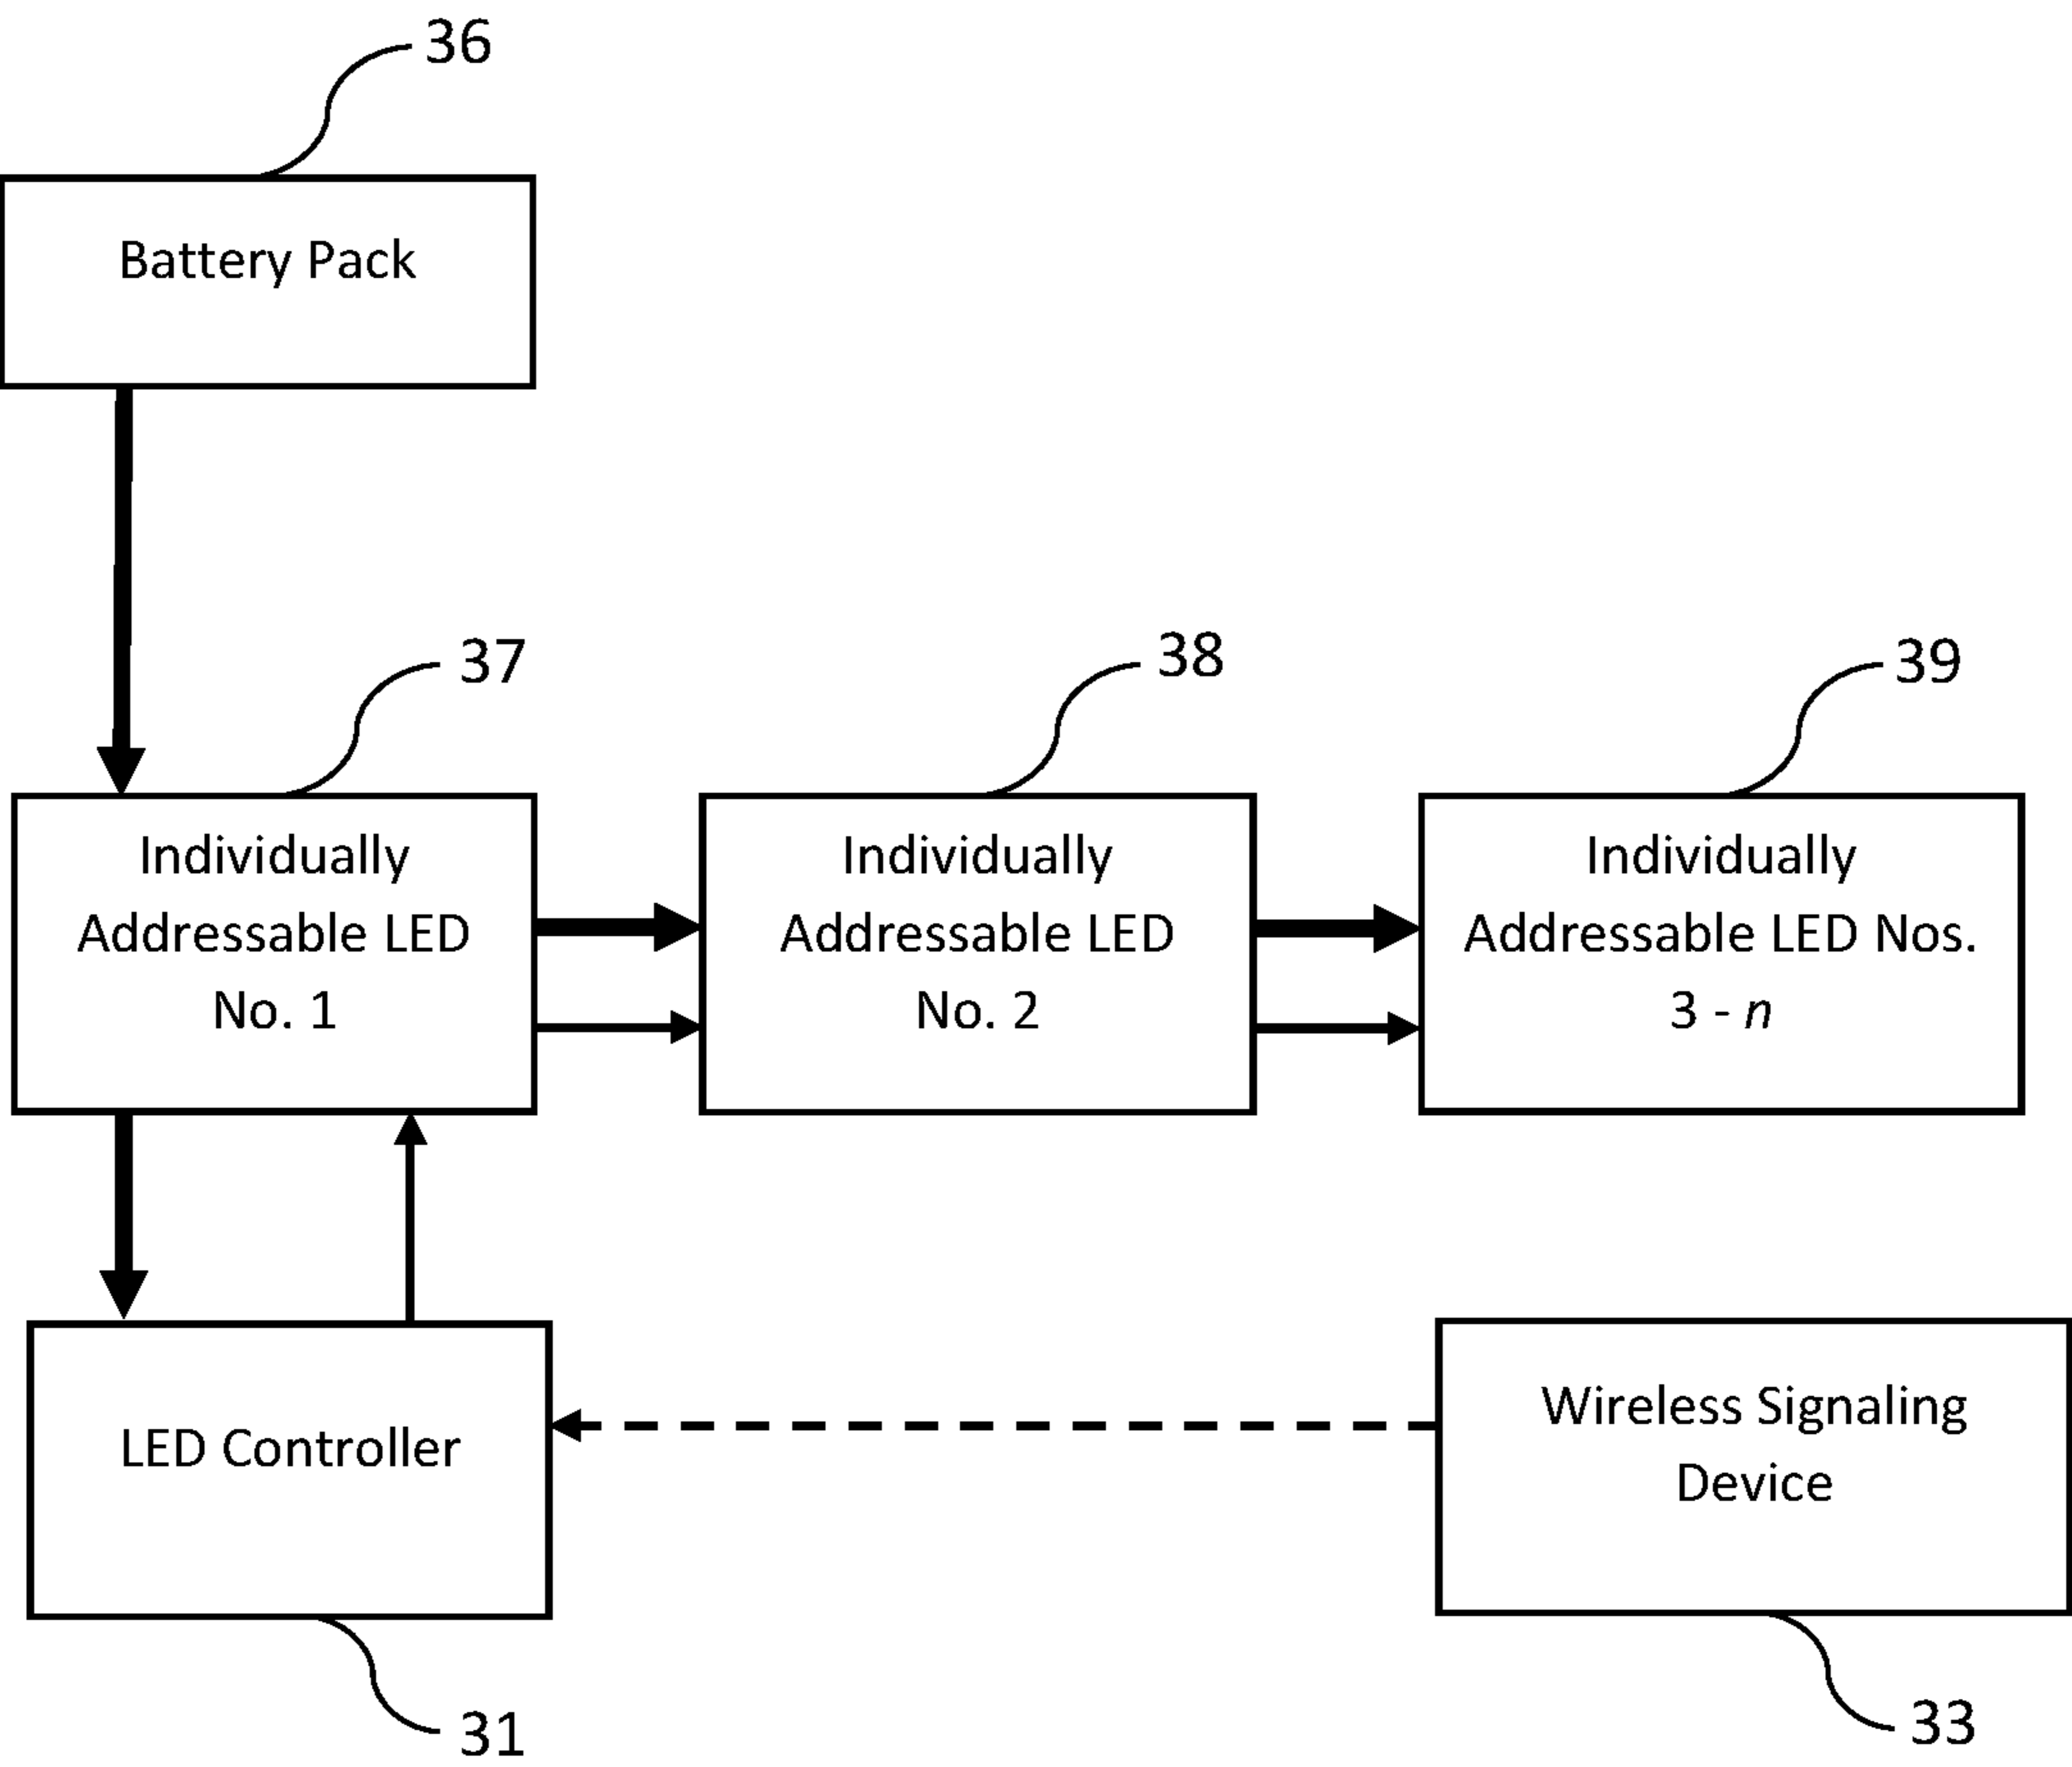 36
Battery Pack
37
38
39
Individually
Addressable LED
No. 1
Individually
Addressable LED
No. 2
Individually
Addressable LED Nos.
3 - n
LED Controller
Wireless Signaling
Device
31
33